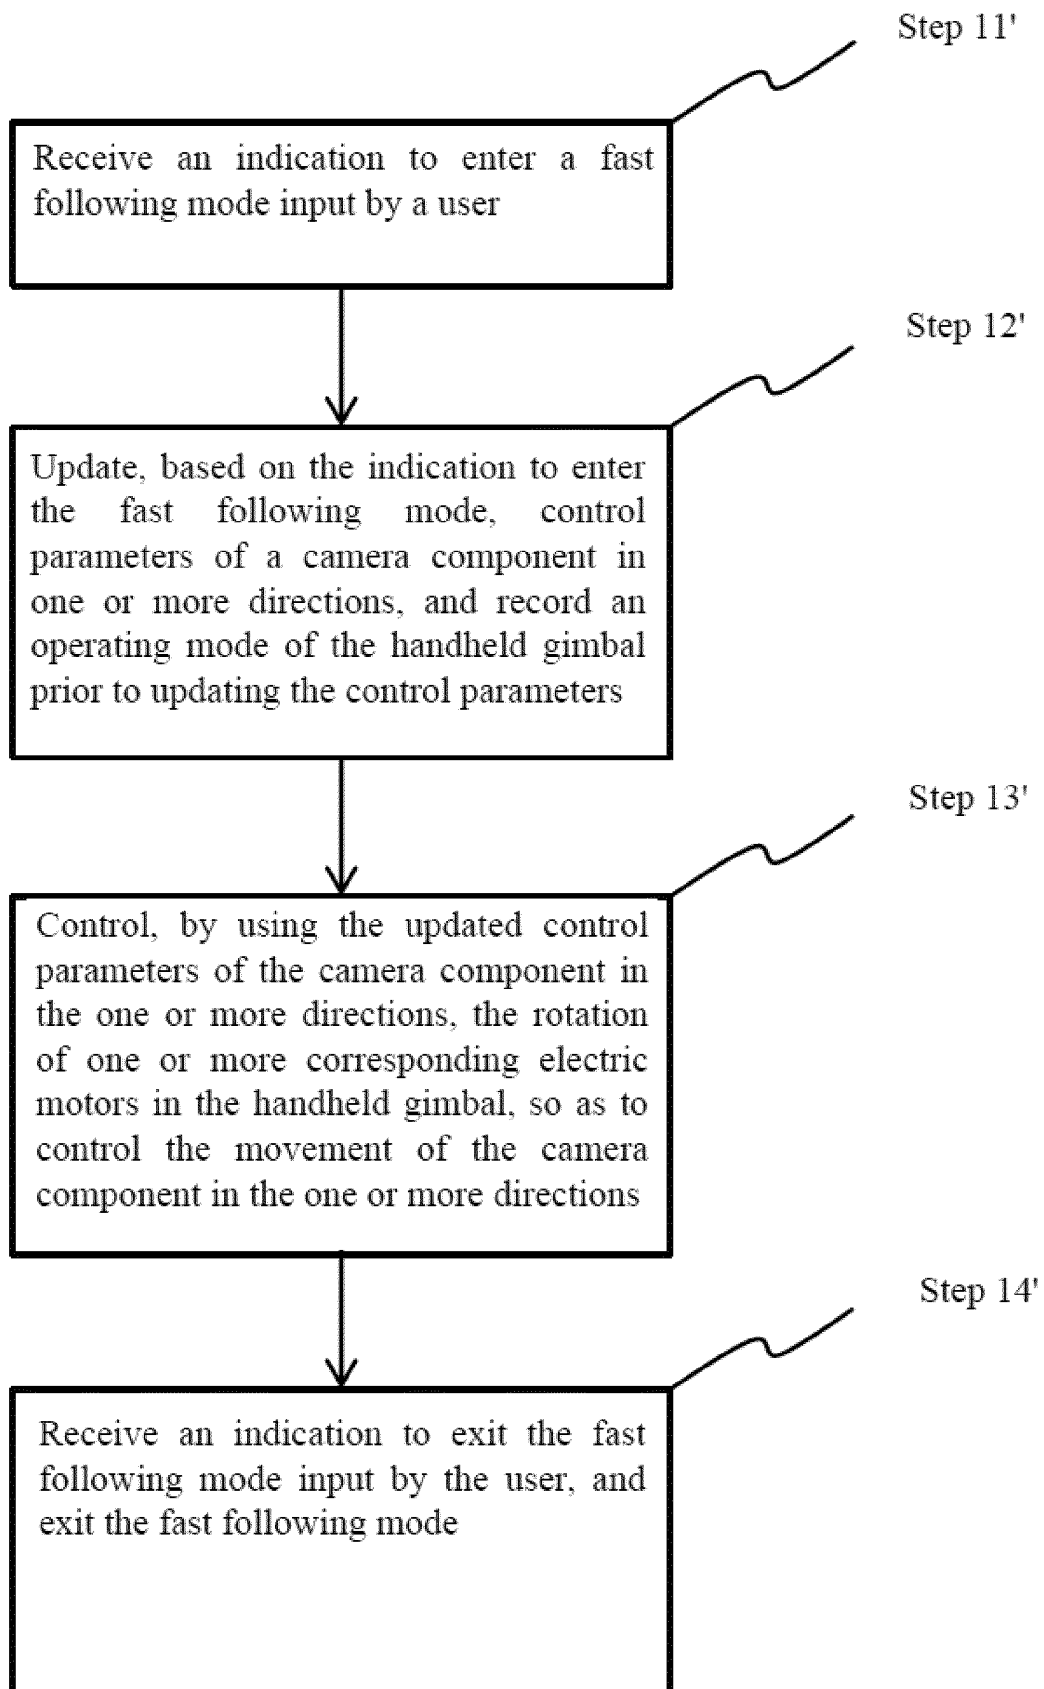 Step 11'
Receive an indication to enter a fast
following mode input by a user
Step 12'
Update, based on the indication to enter
the fast following mode, control
parameters of a camera component in
one or more directions, and record an
operating mode of the handheld gimbal
prior to updating the control parameters
Step 13'
Control, by using the updated control
parameters of the camera component in
the one or more directions, the rotation
of one or more corresponding electric
motors in the handheld gimbal, so as to
control the movement of the camera
component in the one or more directions
Step 14'
Receive an indication to exit the fast
following mode input by the user, and
exit the fast following mode